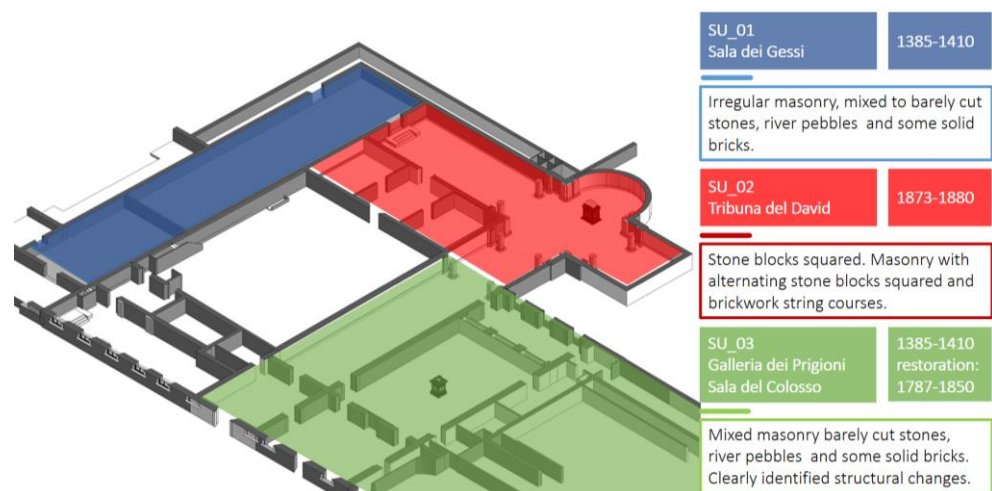 SU_01
Sala dei Gessi
1385-1410
Irregular masonry, mixed to barely cut
stones, river pebbles and some solid
bricks.
SU_02
Tribuna del David
1873-1880
Stone blocks squared. Masonry with
alternating stone blocks squared and
brickwork string courses.
SU_03
Galleria dei Prigioni
Sala del Colosso
1385-1410
restoration:
1787-1850
Mixed masonry barely cut stones,
river pebbles and some solid bricks.
Clearly identified structural changes.